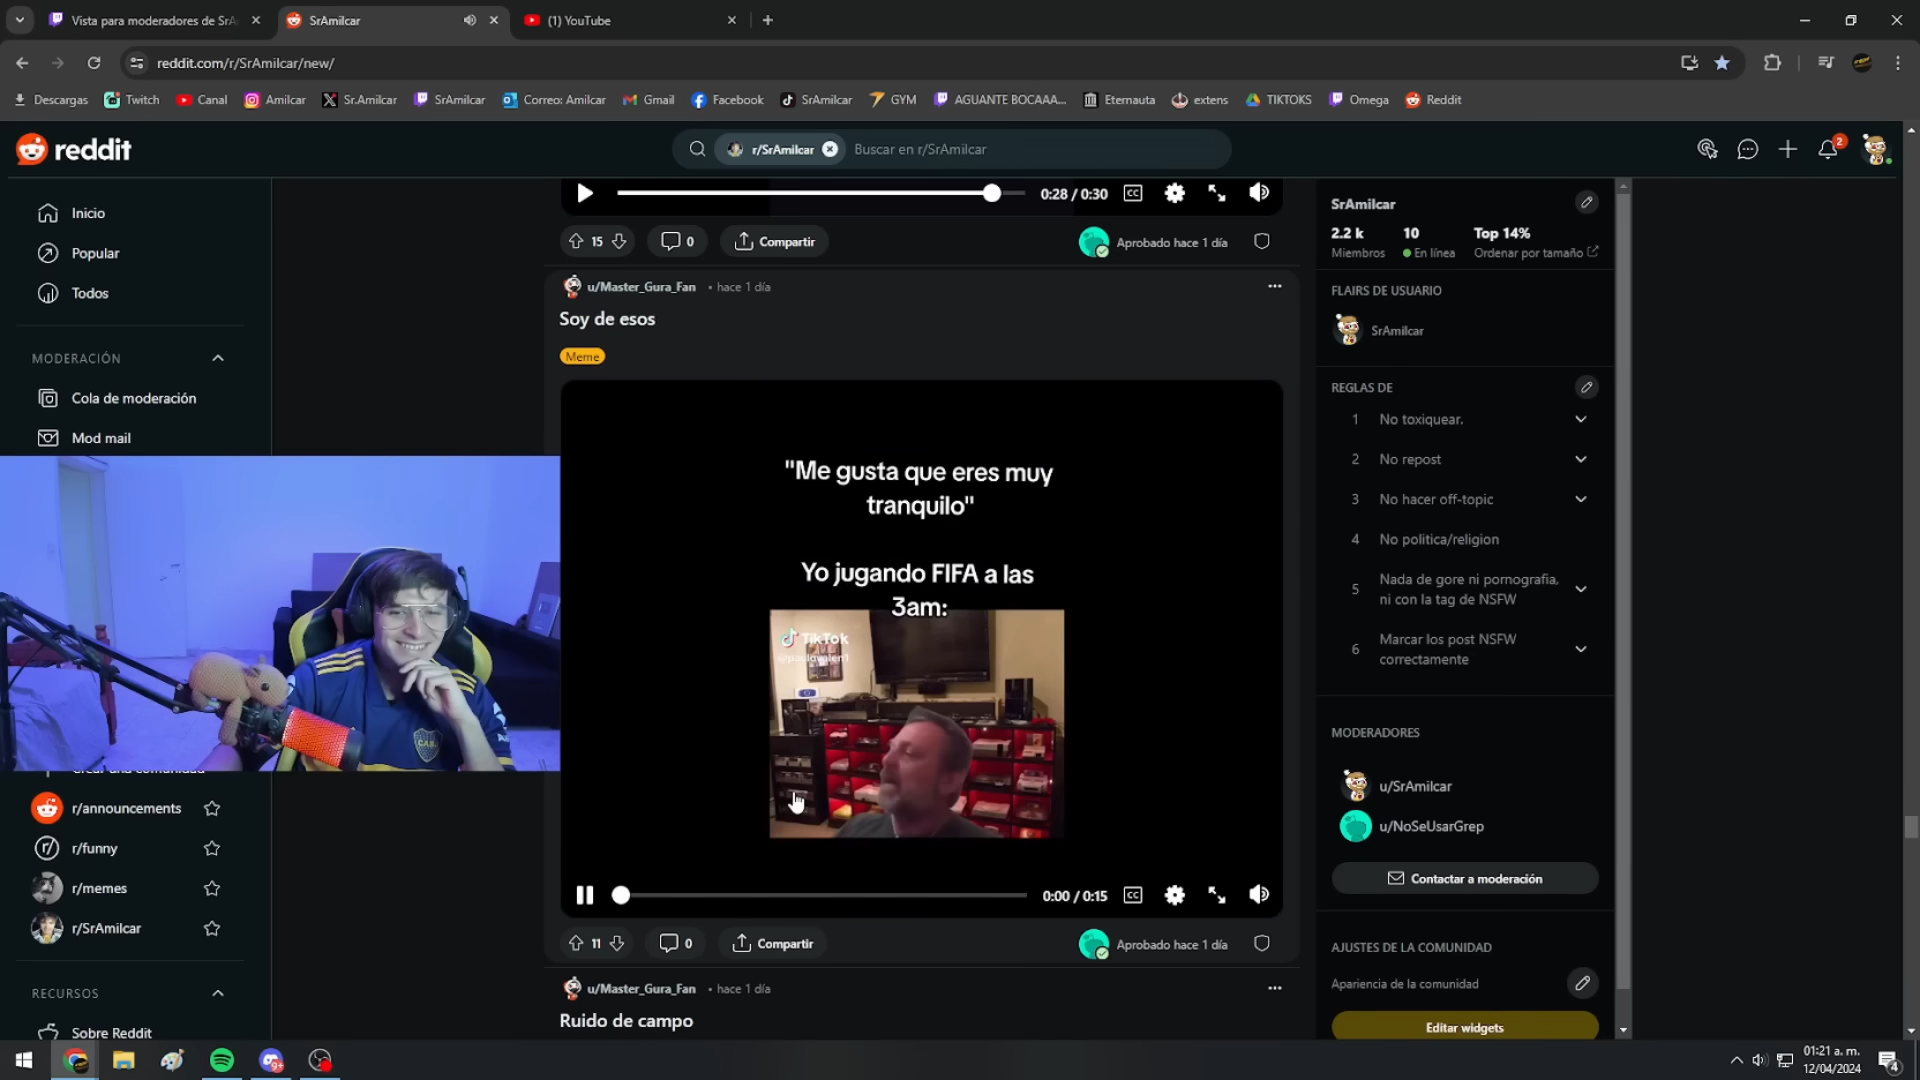 Vista para moderadores de SrA
SrAmilcar
(1) YouTube
reddit.com/r/SrAmilcar/new/
Descargas
Twitch
Canal
Amilcar
Sr.Amilcar
SrAmilcar
Correo: Amilcar
Gmail
Facebook
SrAmilcar
GYM
AGUANTE BOCAAA...
Eternauta
extens
TIKTOKS
Omega
Reddit
reddit
r/SrAmilcar
Buscar en r/SrAmilcar
2
Inicio
Popular
Todos
MODERACIÓN
Cola de moderación
Mod mail
r/announcements
r/funny
r/memes
r/SrAmilcar
RECURSOS
Sobre Reddit
0:28 / 0:30
CC
15
0
Compartir
Aprobado hace 1 día
u/Master_Gura_Fan • hace 1 día
Soy de esos
Meme
"Me gusta que eres muy
tranquilo"
Yo jugando FIFA a las
3am:
TikTok
0:00 / 0:15
CC
11
0
Compartir
Aprobado hace 1 día
u/Master_Gura_Fan • hace 1 día
Ruido de campo
SrAmilcar
2.2 k
10
Top 14%
Miembros
En línea
Ordenar por tamaño
FLAIRS DE USUARIO
SrAmilcar
REGLAS DE
1 No toxiquear.
2 No repost
3 No hacer off-topic
4 No politica/religion
5 Nada de gore ni pornografia,
ni con la tag de NSFW
6 Marcar los post NSFW
correctamente
MODERADORES
u/SrAmilcar
u/NoSeUsarGrep
Contactar a moderación
AJUSTES DE LA COMUNIDAD
Apariencia de la comunidad
Editar widgets
9+
01:21 a. m.
12/04/2024
4